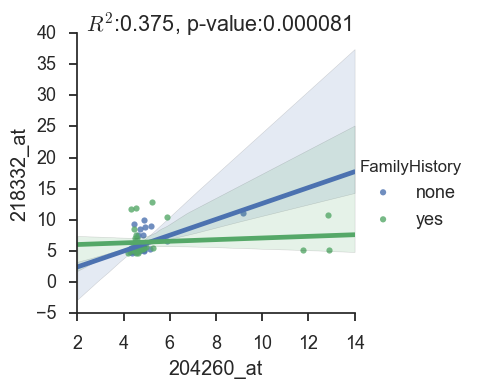 R²:0.375, p-value:0.000081
40
35
30
25
20
15
10
5
0
−5
218332_at
2 4 6 8 10 12 14
204260_at
FamilyHistory
none
yes